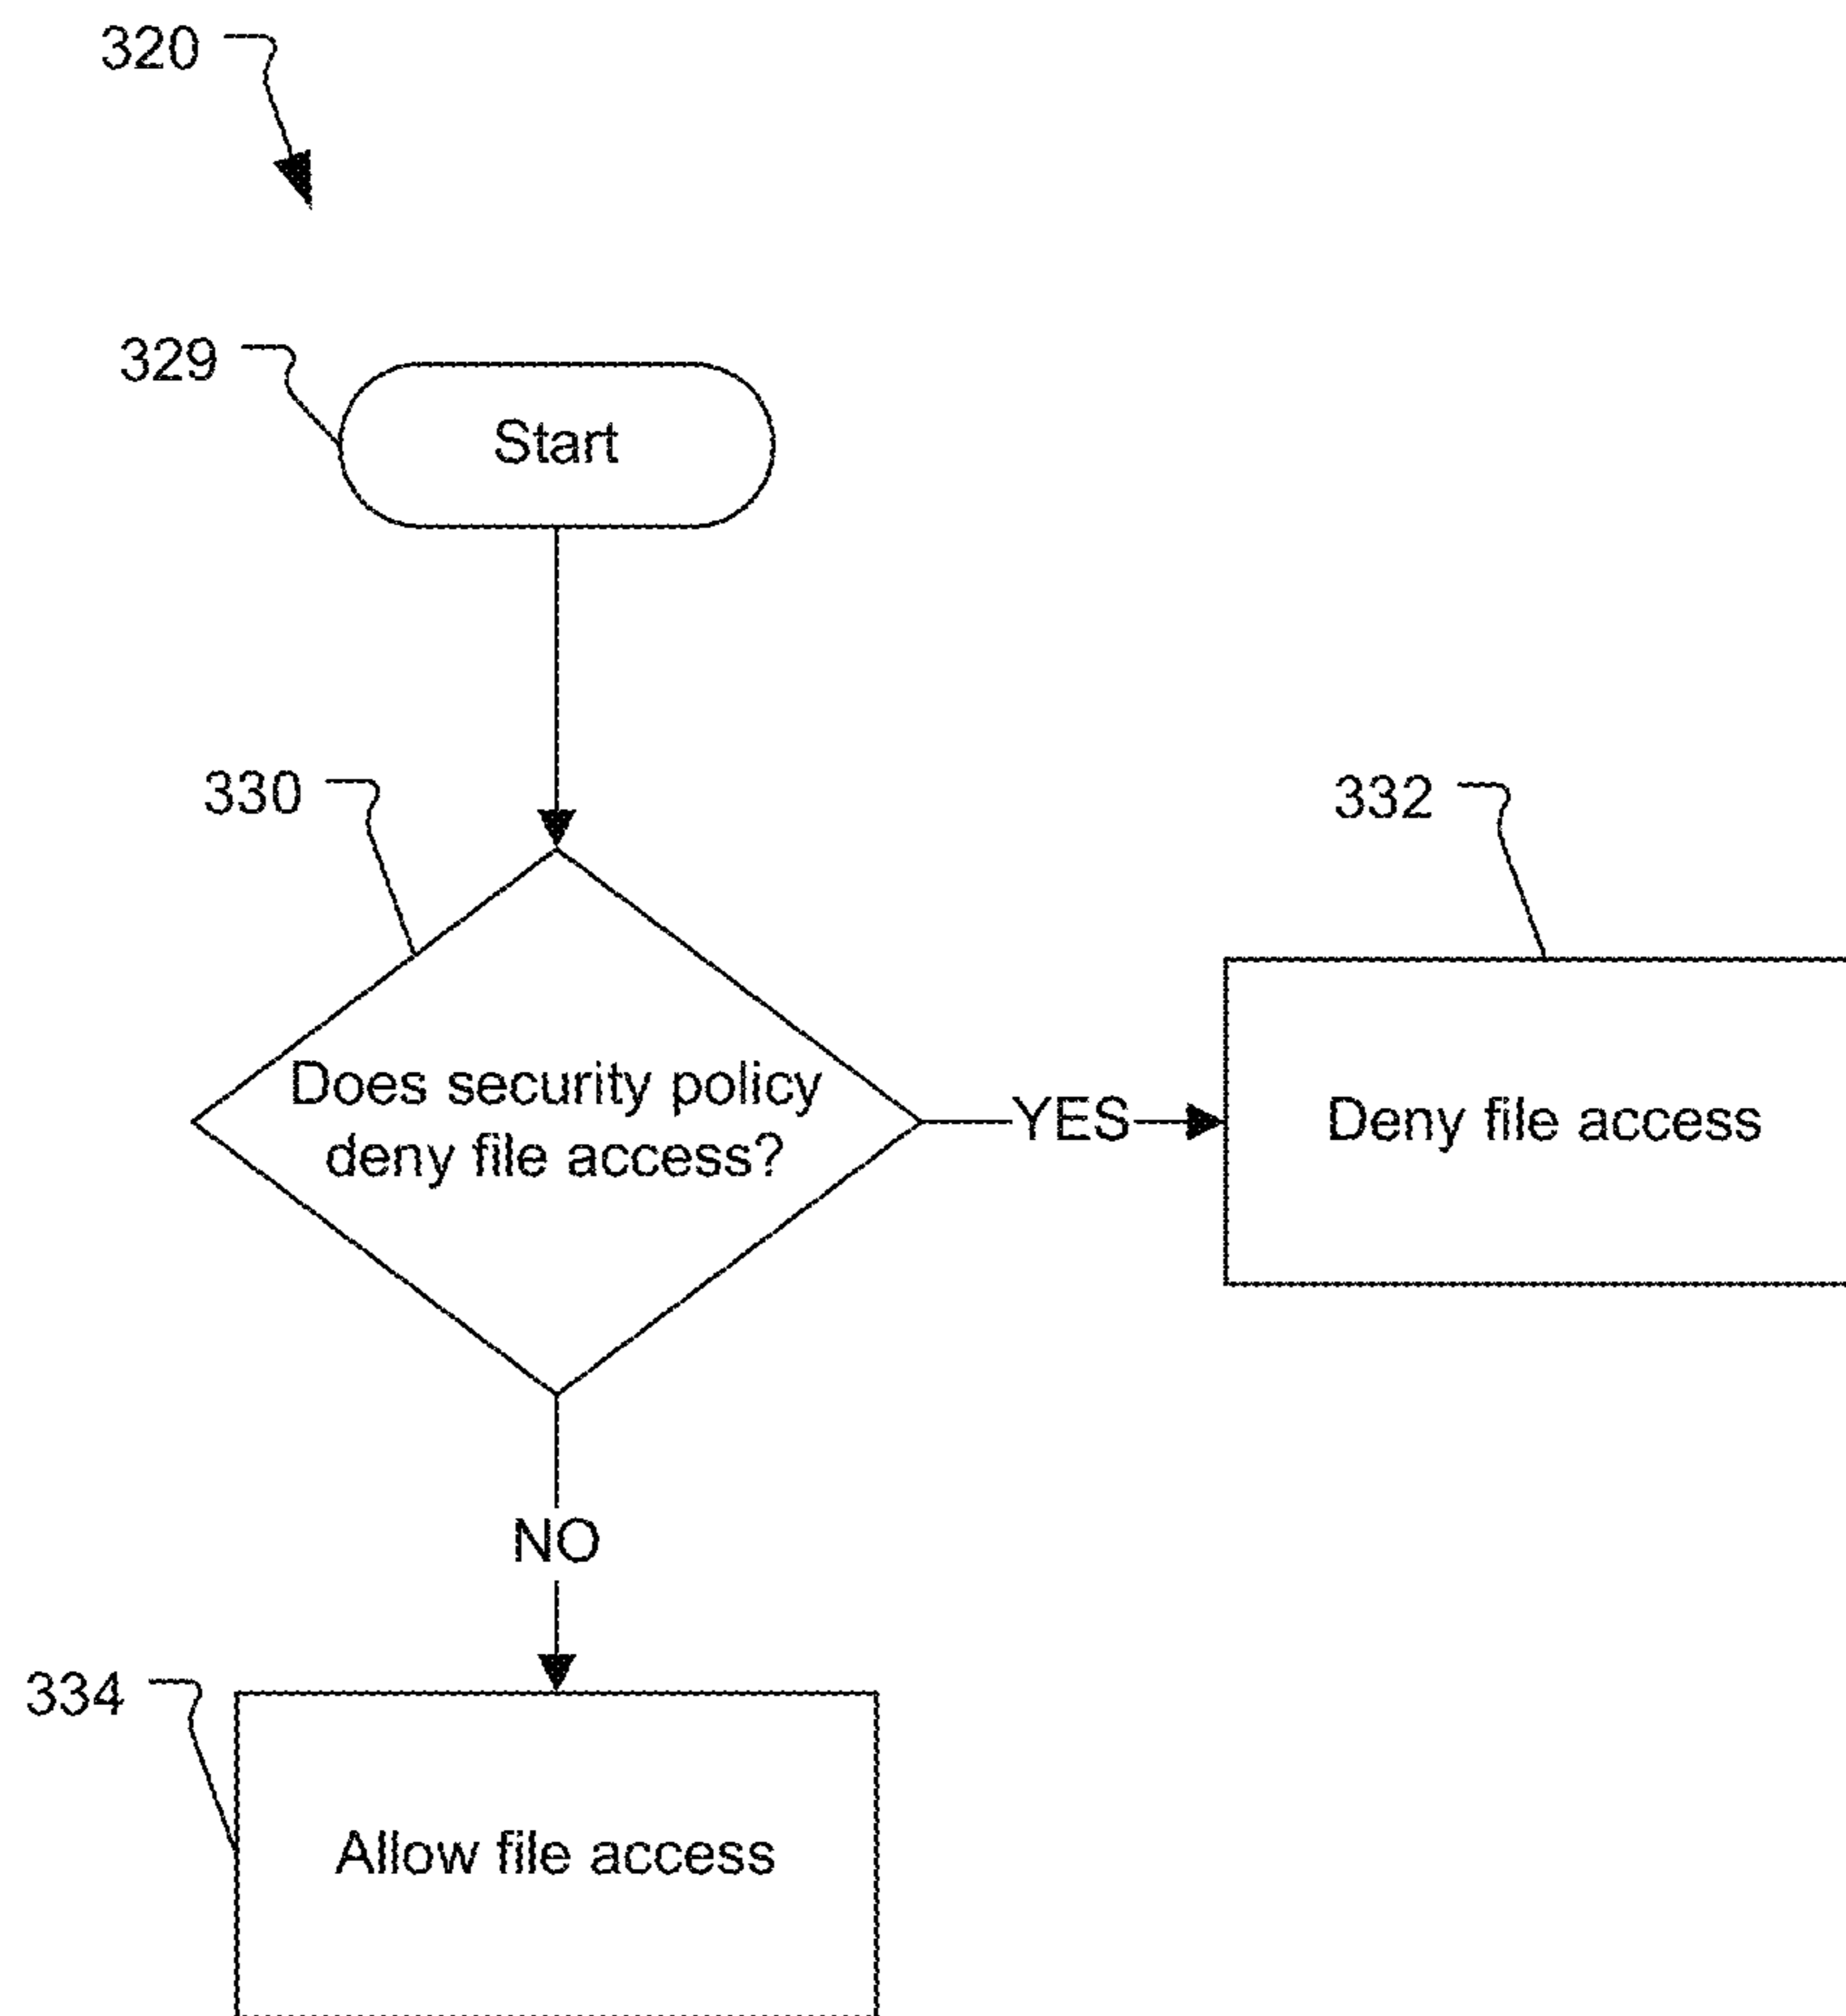 320
329
Start
330
332
Does security policy
deny file access?
YES
Deny file access
NO
334
Allow file access